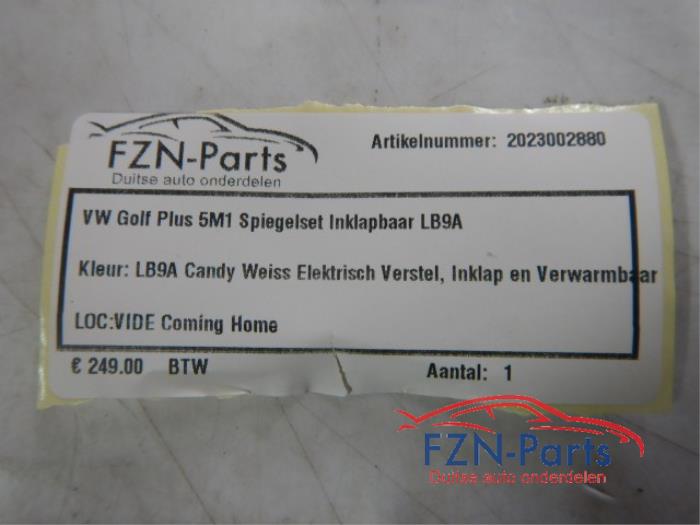 FZN-Parts
Duitse auto onderdelen
Artikelnummer: 2023002880
VW Golf Plus 5M1 Spiegelset Inklapbaar LB9A
Kleur: LB9A Candy Weiss Elektrisch Verstel, Inklap en Verwarmbaar
LOC:VIDE Coming Home
€ 249.00 BTW
Aantal: 1
FZN-Parts
Duitse auto onderdelen